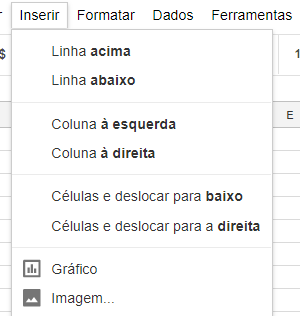 Inserir Formatar Dados Ferramentas
$ 1
Linha acima
Linha abaixo
E
Coluna à esquerda
Coluna à direita
Células e deslocar para baixo
Células e deslocar para a direita
Gráfico
Imagem...